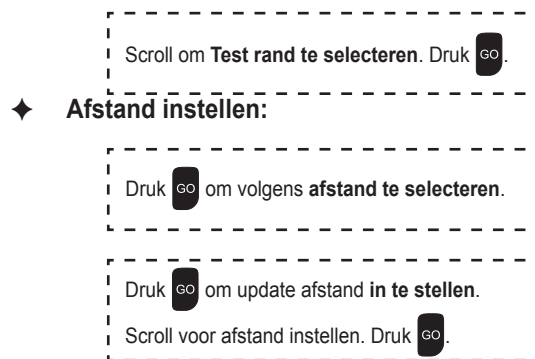 Scroll om Test rand te selecteren. Druk GO.
✦ Afstand instellen:
Druk GO om volgens afstand te selecteren.
Druk GO om update afstand in te stellen.
Scroll voor afstand instellen. Druk GO.